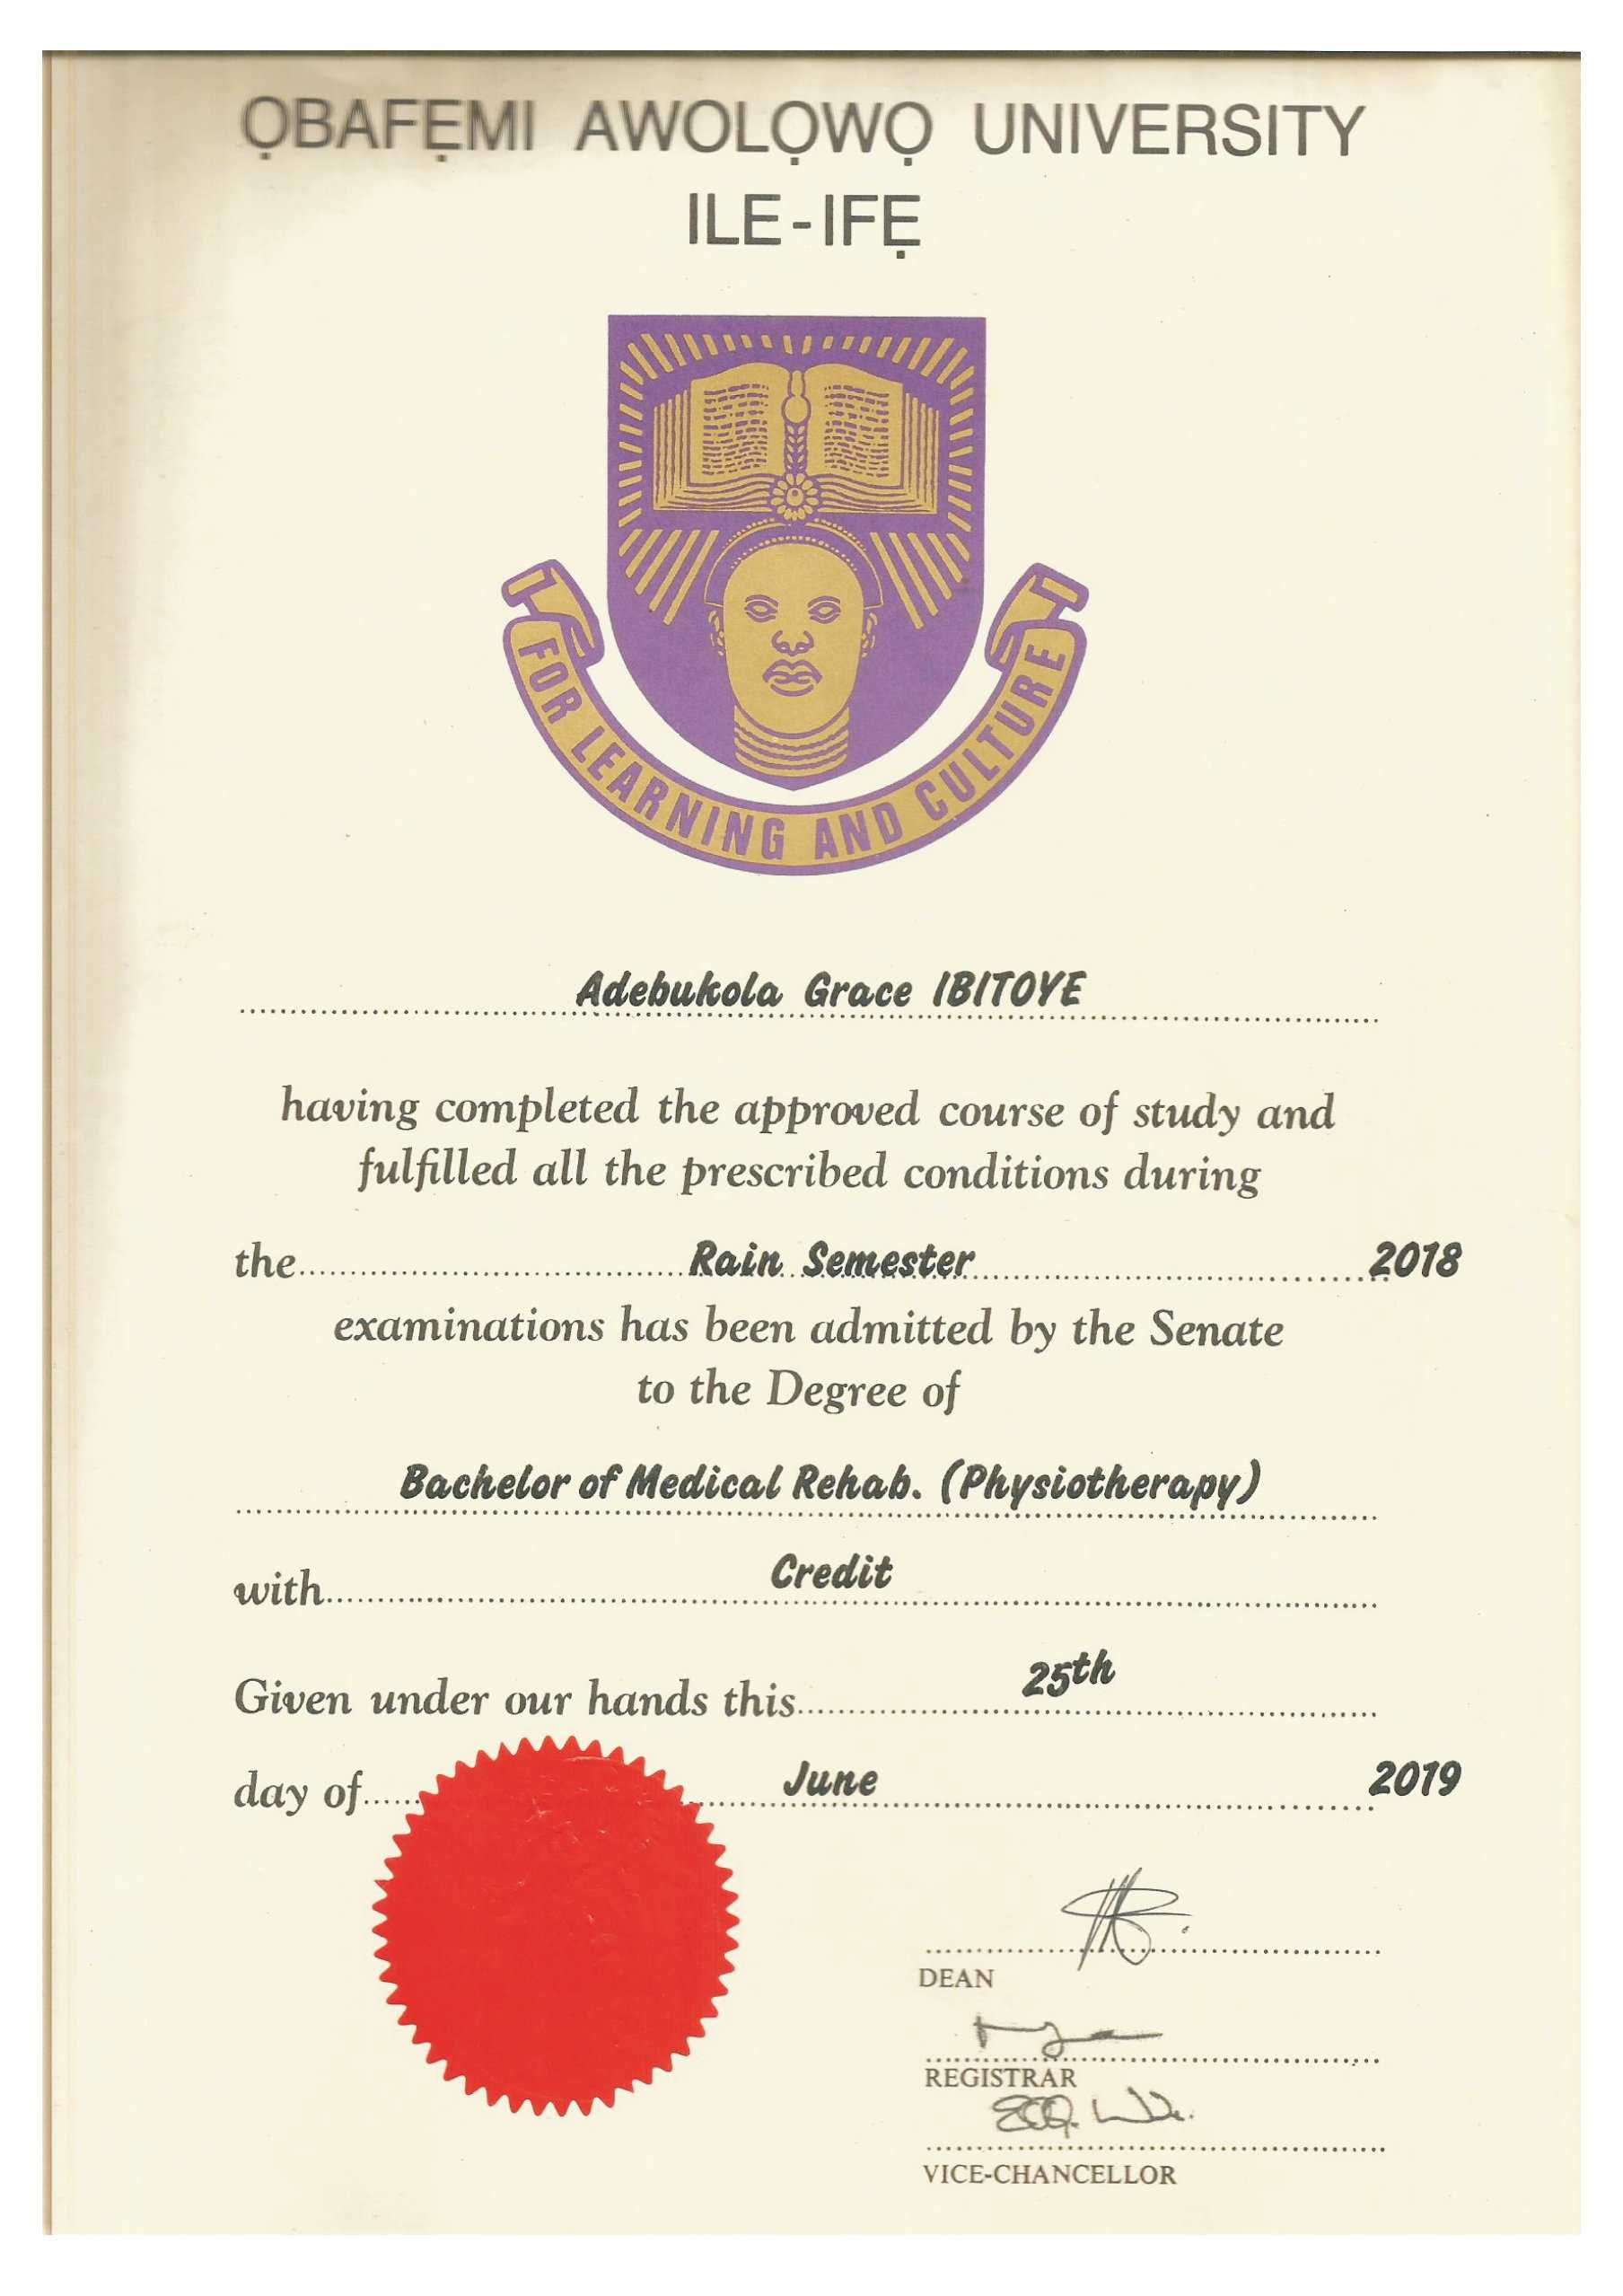 ỌBAFẸMI AWOLỌWỌ UNIVERSITY
ILE-IFẸ
FOR LEARNING AND CULTURE
Adebukola Grace IBITOYE
having completed the approved course of study and
fulfilled all the prescribed conditions during
the Rain Semester 2018
examinations has been admitted by the Senate
to the Degree of
Bachelor of Medical Rehab. (Physiotherapy)
with Credit
Given under our hands this 25th
day of June 2019
DEAN
REGISTRAR
VICE-CHANCELLOR